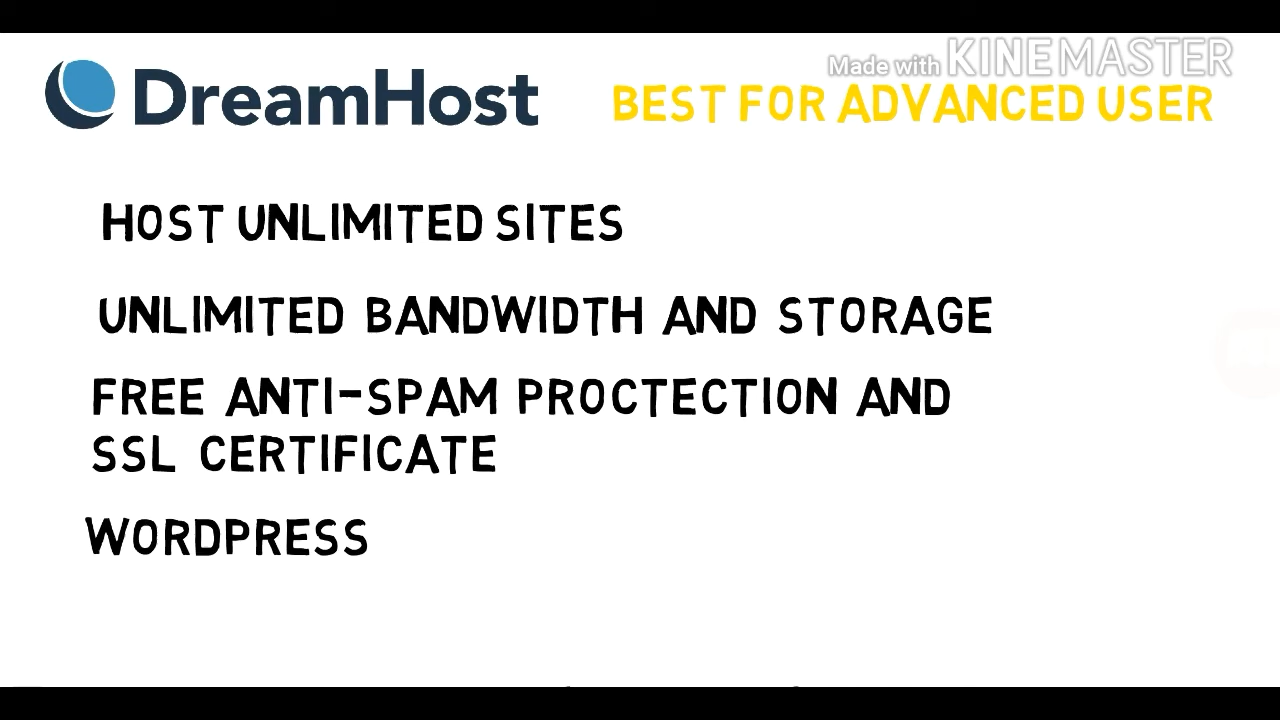 Made with KINEMASTER
DreamHost BEST FOR ADVANCED USER
HOST UNLIMITED SITES
UNLIMITED BANDWIDTH AND STORAGE
FREE ANTI-SPAM PROCTECTION AND
SSL CERTIFICATE
WORDPRESS